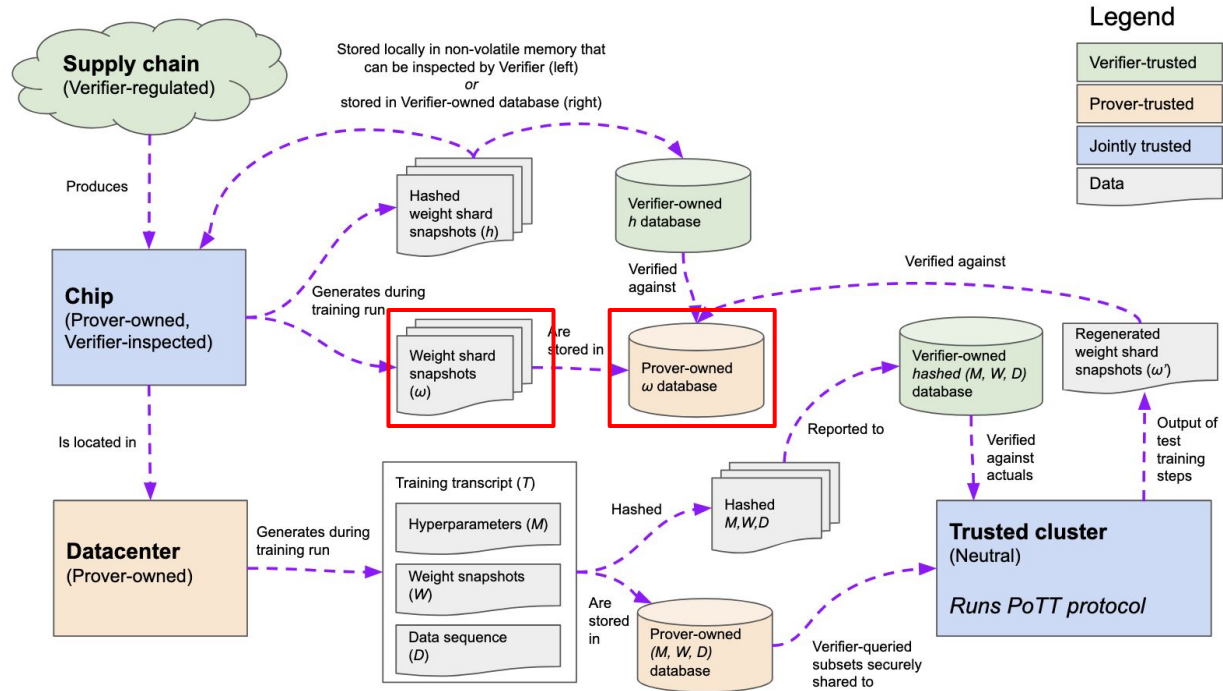 Legend
Verifier-trusted
Prover-trusted
Jointly trusted
Data
Supply chain
(Verifier-regulated)
Stored locally in non-volatile memory that
can be inspected by Verifier (left)
or
stored in Verifier-owned database (right)
Produces
Hashed
weight shard
snapshots (h)
Verifier-owned
h database
Verified
against
Verified against
Chip
(Prover-owned,
Verifier-inspected)
Generates during
training run
Weight shard
snapshots (ω)
Are
stored in
Prover-owned
ω database
Verifier-owned
hashed (M, W, D)
database
Regenerated
weight shard
snapshots (ω')
Is located in
Reported to
Verified
against
actuals
Output of
test
training
steps
Datacenter
(Prover-owned)
Generates during
training run
Training transcript (T)
Hyperparameters (M)
Weight snapshots
(W)
Data sequence
(D)
Hashed
Hashed
M,W,D
Are
stored
in
Prover-owned
(M, W, D)
database
Verifier-queried
subsets securely
shared to
Trusted cluster
(Neutral)
Runs PoTT protocol